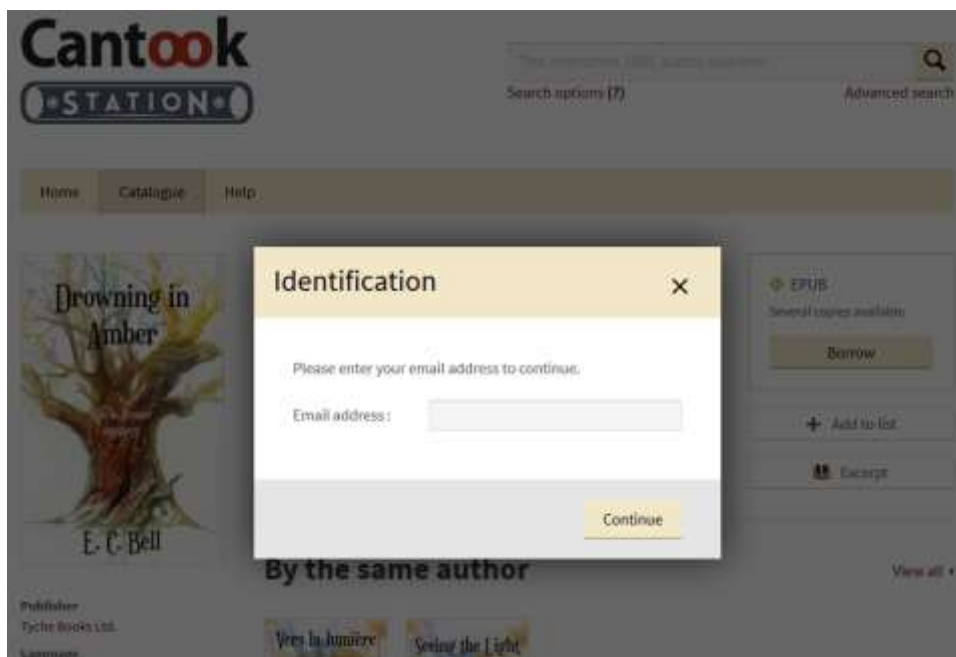 Cantook
STATION
Search options (?)
Advanced search
Home Catalogue Help
Drowning in
Amber
E. C. Bell
Identification
Please enter your email address to continue.
Email address :
Continue
EPUB
Several copies available
Borrow
Add to list
Excerpt
By the same author
View all
Publisher
Tyche Books Ltd.
Language
Vers la lumière
Seeing the Light